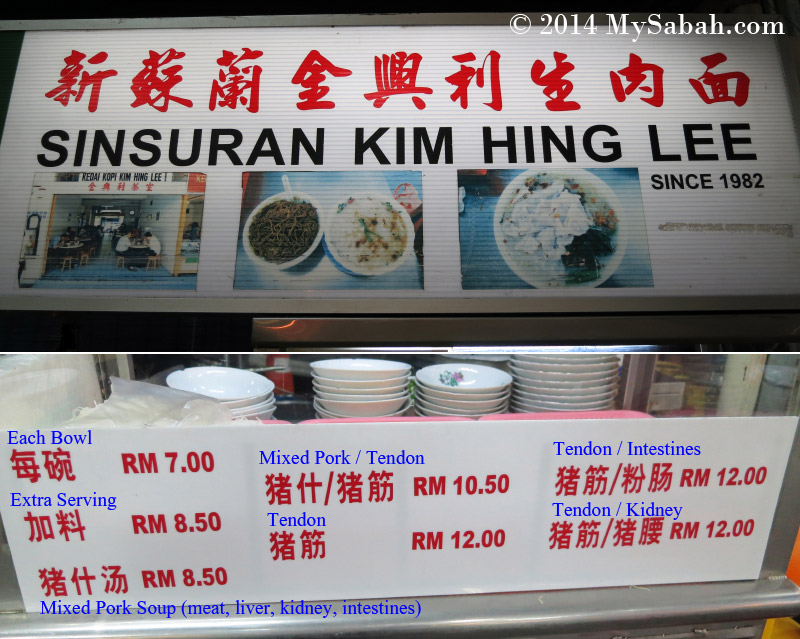 © 2014 MySabah.com
新蘇蘭金興利生肉面
SINSURAN KIM HING LEE
SINCE 1982
KEDAI KOPI KIM HING LEE
金興利茶室
Each Bowl
每碗 RM 7.00
Extra Serving
加料 RM 8.50
猪什汤 RM 8.50
Mixed Pork Soup (meat, liver, kidney, intestines)
Mixed Pork / Tendon
猪什/猪筋 RM 10.50
Tendon
猪筋 RM 12.00
Tendon / Intestines
猪筋/粉肠 RM 12.00
Tendon / Kidney
猪筋/猪腰 RM 12.00